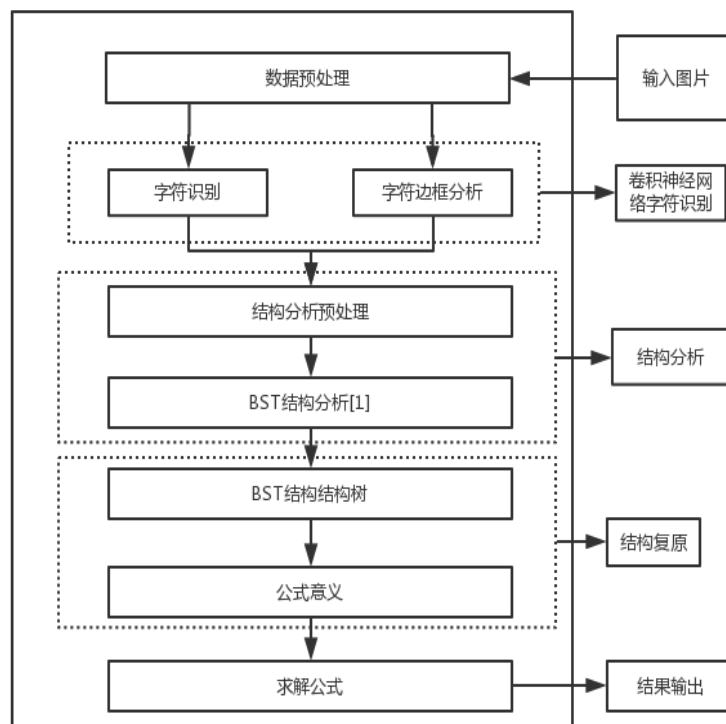 数据预处理
输入图片
字符识别
字符边框分析
卷积神经网
络字符识别
结构分析预处理
结构分析
BST结构分析[1]
BST结构结构树
结构复原
公式意义
求解公式
结果输出